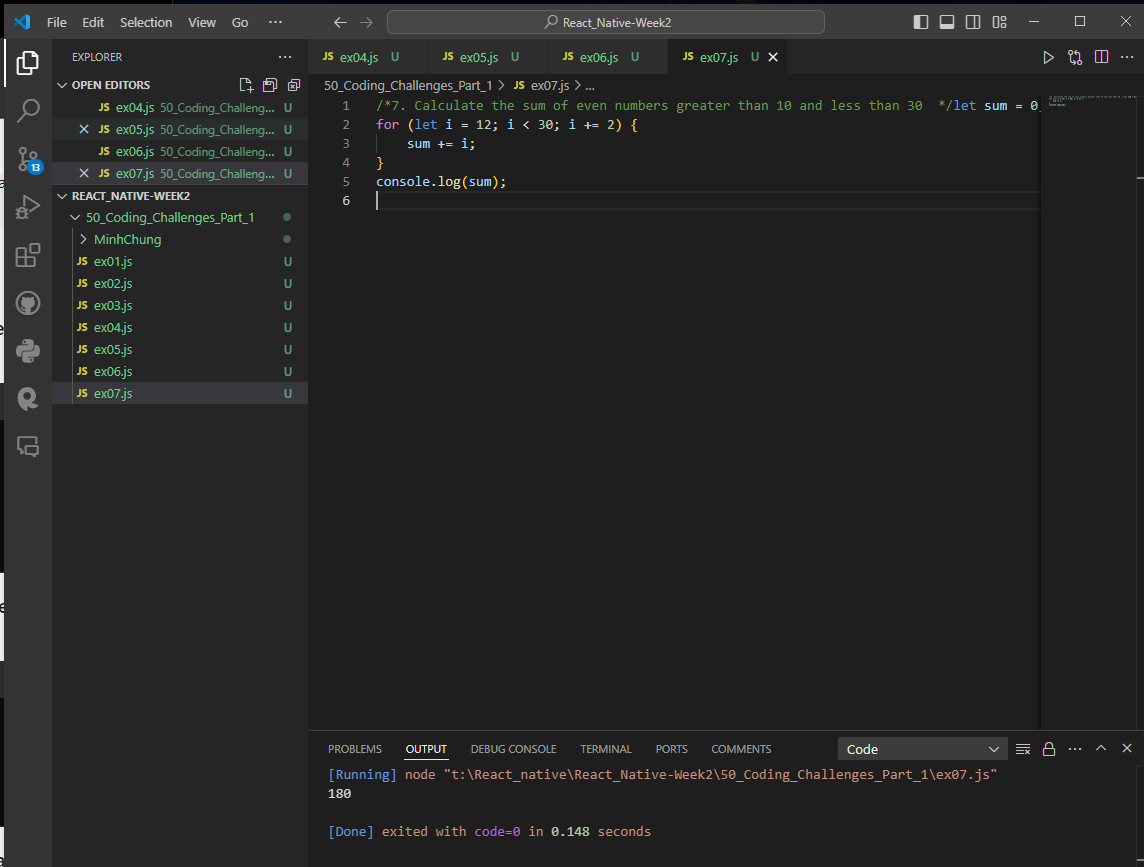 File Edit Selection View Go ··· React_Native-Week2
EXPLORER ···
OPEN EDITORS
JS ex04.js 50_Coding_Challeng... U
JS ex05.js 50_Coding_Challeng... U
JS ex06.js 50_Coding_Challeng... U
JS ex07.js 50_Coding_Challeng... U
REACT_NATIVE-WEEK2
50_Coding_Challenges_Part_1
MinhChung
JS ex01.js U
JS ex02.js U
JS ex03.js U
JS ex04.js U
JS ex05.js U
JS ex06.js U
JS ex07.js U
13
JS ex04.js U JS ex05.js U JS ex06.js U JS ex07.js U
50_Coding_Challenges_Part_1 > JS ex07.js > ...
1 /*7. Calculate the sum of even numbers greater than 10 and less than 30  */let sum = 0
2 for (let i = 12; i < 30; i += 2) {
3     sum += i;
4 }
5 console.log(sum);
6
PROBLEMS OUTPUT DEBUG CONSOLE TERMINAL PORTS COMMENTS Code
[Running] node "t:\React_native\React_Native-Week2\50_Coding_Challenges_Part_1\ex07.js"
180
[Done] exited with code=0 in 0.148 seconds